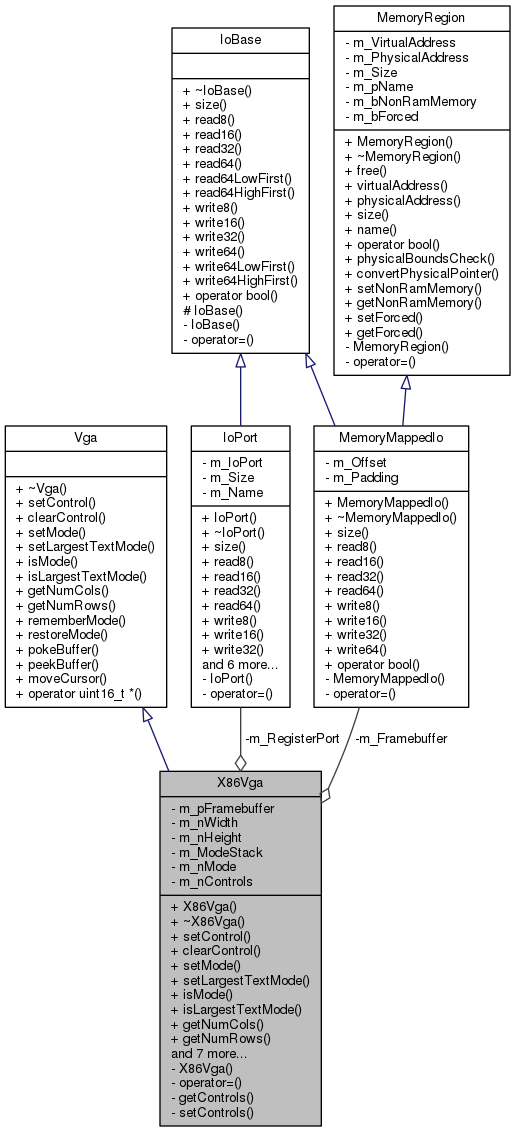 IoBase
+ ~IoBase()
+ size()
+ read8()
+ read16()
+ read32()
+ read64()
+ read64LowFirst()
+ read64HighFirst()
+ write8()
+ write16()
+ write32()
+ write64()
+ write64LowFirst()
+ write64HighFirst()
+ operator bool()
# IoBase()
- IoBase()
- operator=()
MemoryRegion
- m_VirtualAddress
- m_PhysicalAddress
- m_Size
- m_pName
- m_bNonRamMemory
- m_bForced
+ MemoryRegion()
+ ~MemoryRegion()
+ free()
+ virtualAddress()
+ physicalAddress()
+ size()
+ name()
+ operator bool()
+ physicalBoundsCheck()
+ convertPhysicalPointer()
+ setNonRamMemory()
+ getNonRamMemory()
+ setForced()
+ getForced()
- MemoryRegion()
- operator=()
Vga
+ ~Vga()
+ setControl()
+ clearControl()
+ setMode()
+ setLargestTextMode()
+ isMode()
+ isLargestTextMode()
+ getNumCols()
+ getNumRows()
+ rememberMode()
+ restoreMode()
+ pokeBuffer()
+ peekBuffer()
+ moveCursor()
+ operator uint16_t *()
IoPort
- m_IoPort
- m_Size
- m_Name
+ IoPort()
+ ~IoPort()
+ size()
+ read8()
+ read16()
+ read32()
+ read64()
+ write8()
+ write16()
+ write32()
and 6 more...
- IoPort()
- operator=()
MemoryMappedIo
- m_Offset
- m_Padding
+ MemoryMappedIo()
+ ~MemoryMappedIo()
+ size()
+ read8()
+ read16()
+ read32()
+ read64()
+ write8()
+ write16()
+ write32()
+ write64()
+ operator bool()
- MemoryMappedIo()
- operator=()
-m_RegisterPort
-m_Framebuffer
X86Vga
- m_pFramebuffer
- m_nWidth
- m_nHeight
- m_ModeStack
- m_nMode
- m_nControls
+ X86Vga()
+ ~X86Vga()
+ setControl()
+ clearControl()
+ setMode()
+ setLargestTextMode()
+ isMode()
+ isLargestTextMode()
+ getNumCols()
+ getNumRows()
and 7 more...
- X86Vga()
- operator=()
- getControls()
- setControls()